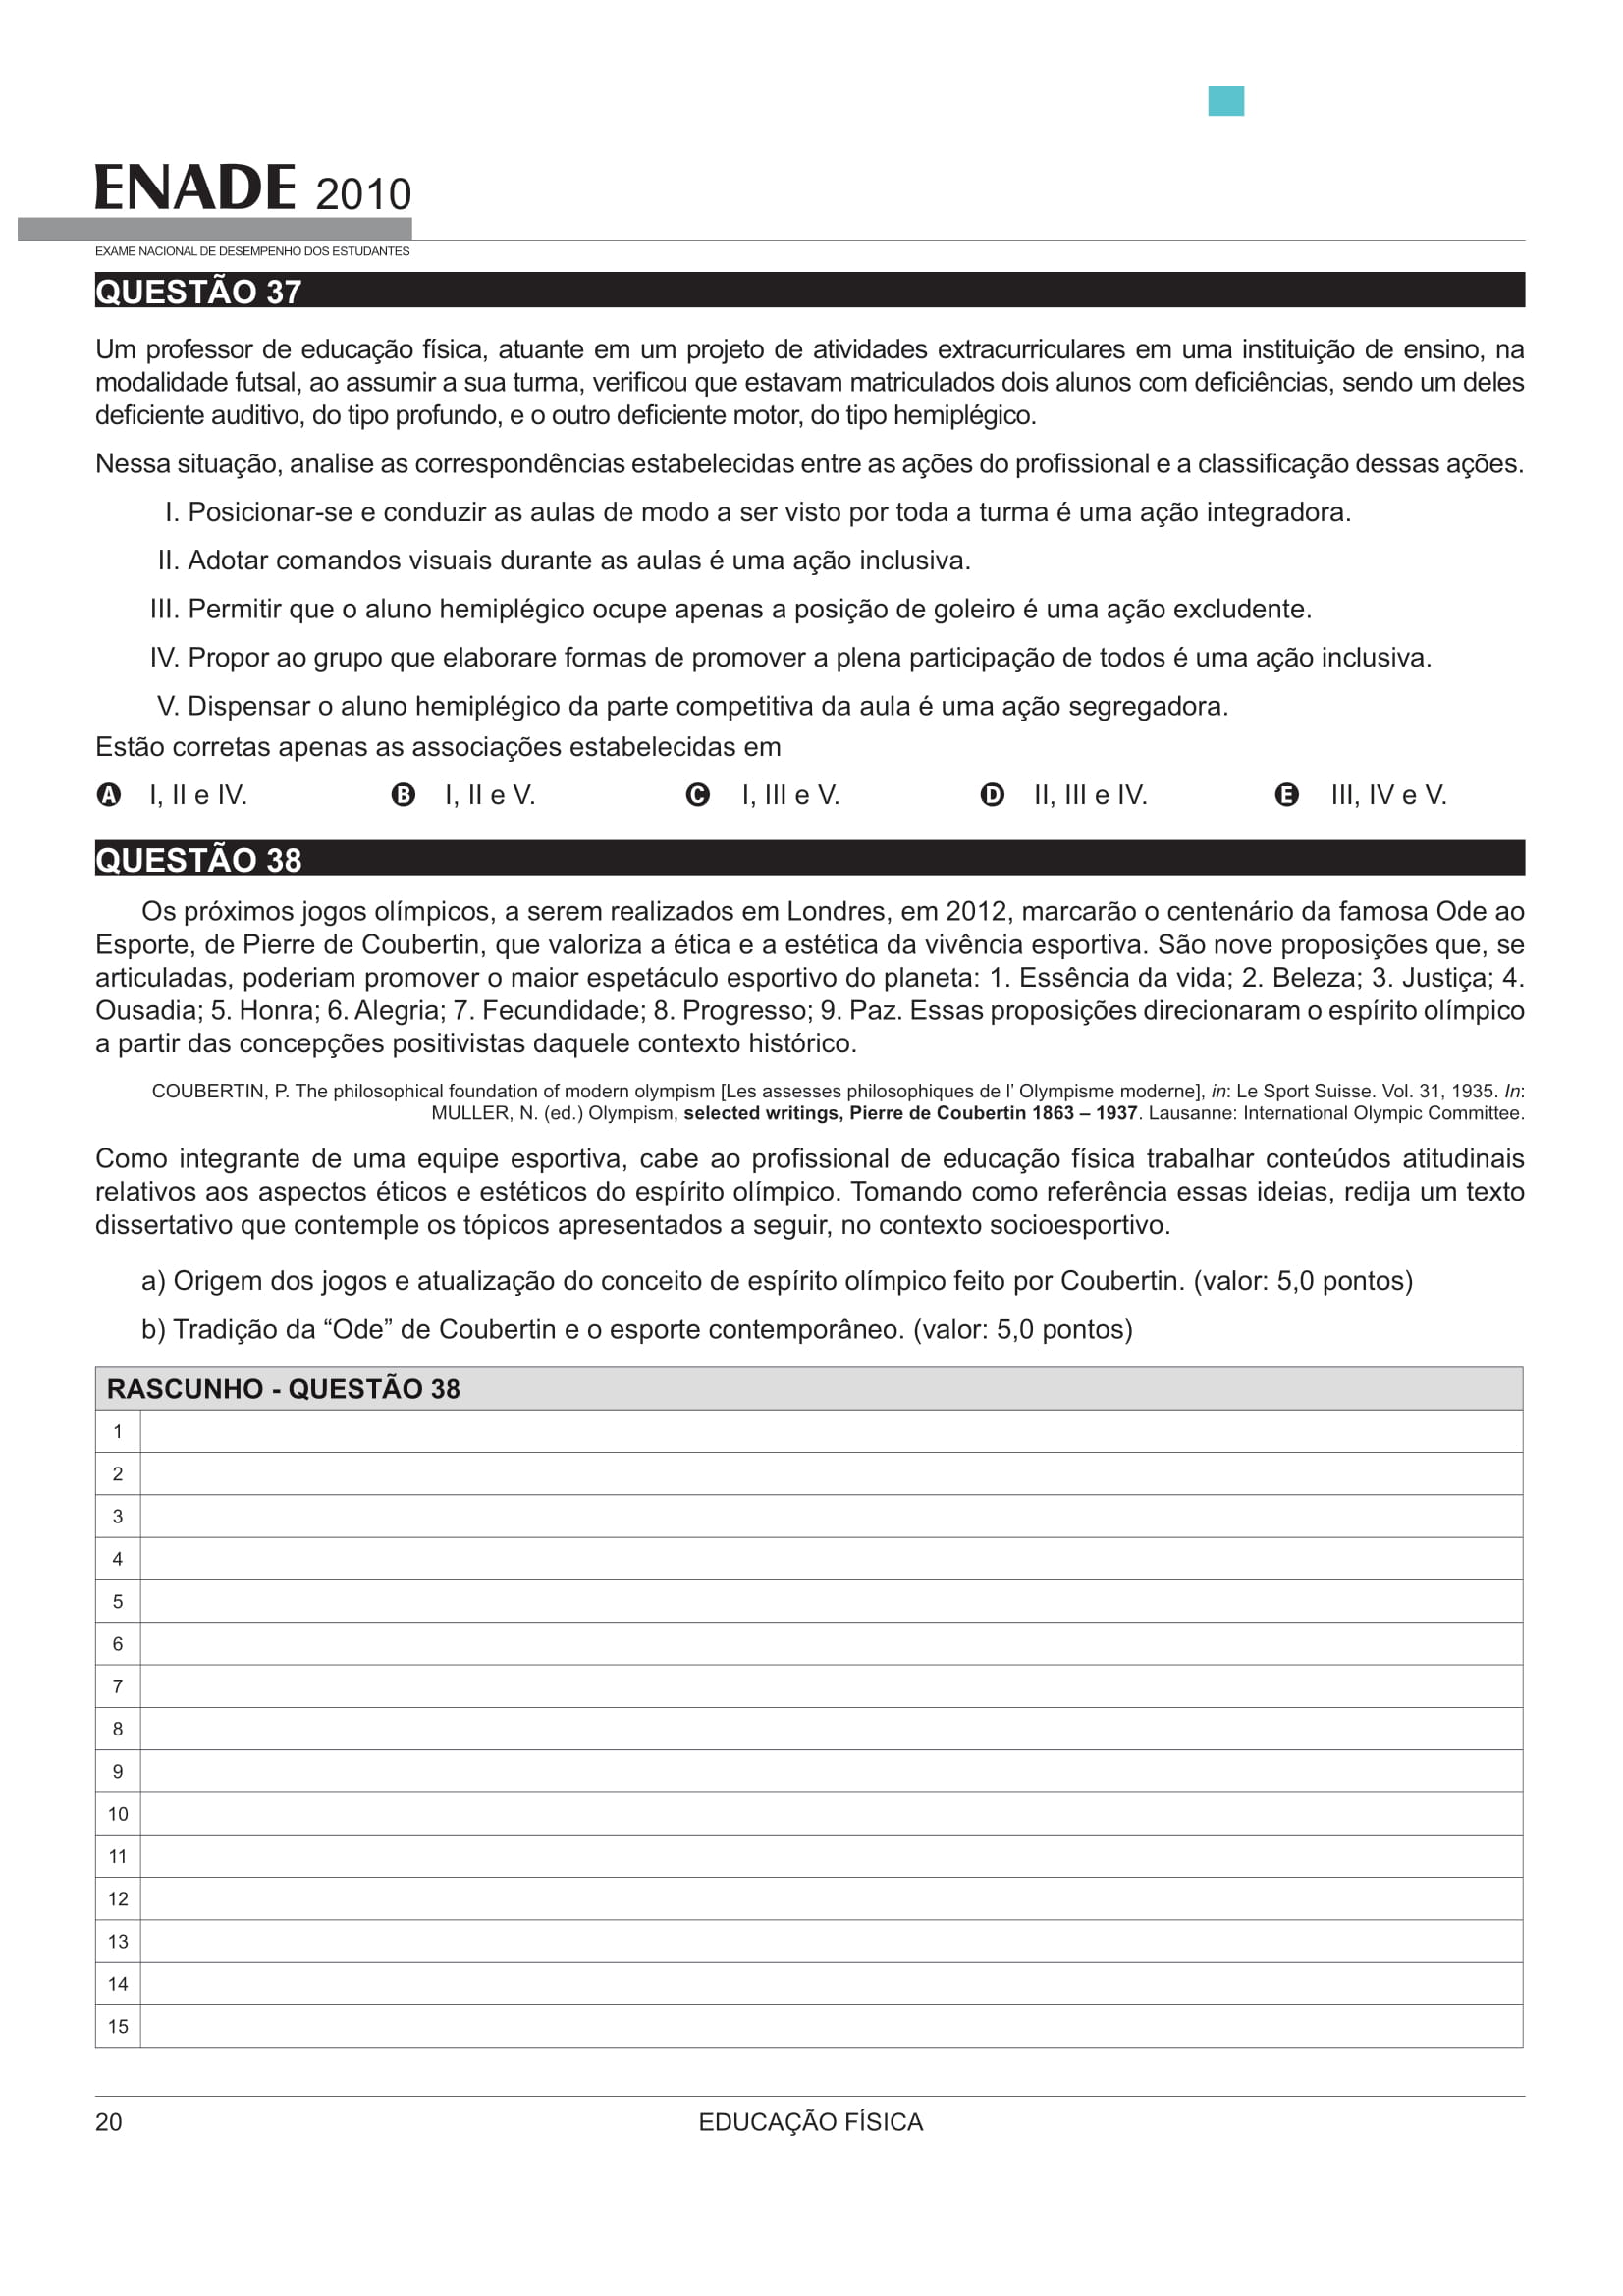 ENADE 2010
EXAME NACIONAL DE DESEMPENHO DOS ESTUDANTES
QUESTÃO 37
Um professor de educação física, atuante em um projeto de atividades extracurriculares em uma instituição de ensino, na
modalidade futsal, ao assumir a sua turma, verificou que estavam matriculados dois alunos com deficiências, sendo um deles
deficiente auditivo, do tipo profundo, e o outro deficiente motor, do tipo hemiplégico.
Nessa situação, analise as correspondências estabelecidas entre as ações do profissional e a classificação dessas ações.
I. Posicionar-se e conduzir as aulas de modo a ser visto por toda a turma é uma ação integradora.
II. Adotar comandos visuais durante as aulas é uma ação inclusiva.
III. Permitir que o aluno hemiplégico ocupe apenas a posição de goleiro é uma ação excludente.
IV. Propor ao grupo que elaborare formas de promover a plena participação de todos é uma ação inclusiva.
V. Dispensar o aluno hemiplégico da parte competitiva da aula é uma ação segregadora.
Estão corretas apenas as associações estabelecidas em
A I, II e IV. B I, II e V. C I, III e V. D II, III e IV. E III, IV e V.
QUESTÃO 38
Os próximos jogos olímpicos, a serem realizados em Londres, em 2012, marcarão o centenário da famosa Ode ao
Esporte, de Pierre de Coubertin, que valoriza a ética e a estética da vivência esportiva. São nove proposições que, se
articuladas, poderiam promover o maior espetáculo esportivo do planeta: 1. Essência da vida; 2. Beleza; 3. Justiça; 4.
Ousadia; 5. Honra; 6. Alegria; 7. Fecundidade; 8. Progresso; 9. Paz. Essas proposições direcionaram o espírito olímpico
a partir das concepções positivistas daquele contexto histórico.
COUBERTIN, P. The philosophical foundation of modern olympism [Les assesses philosophiques de l’ Olympisme moderne], in: Le Sport Suisse. Vol. 31, 1935. In:
MULLER, N. (ed.) Olympism, selected writings, Pierre de Coubertin 1863 – 1937. Lausanne: International Olympic Committee.
Como integrante de uma equipe esportiva, cabe ao profissional de educação física trabalhar conteúdos atitudinais
relativos aos aspectos éticos e estéticos do espírito olímpico. Tomando como referência essas ideias, redija um texto
dissertativo que contemple os tópicos apresentados a seguir, no contexto socioesportivo.
a) Origem dos jogos e atualização do conceito de espírito olímpico feito por Coubertin. (valor: 5,0 pontos)
b) Tradição da “Ode” de Coubertin e o esporte contemporâneo. (valor: 5,0 pontos)
RASCUNHO - QUESTÃO 38
1
2
3
4
5
6
7
8
9
10
11
12
13
14
15
20 EDUCAÇÃO FÍSICA